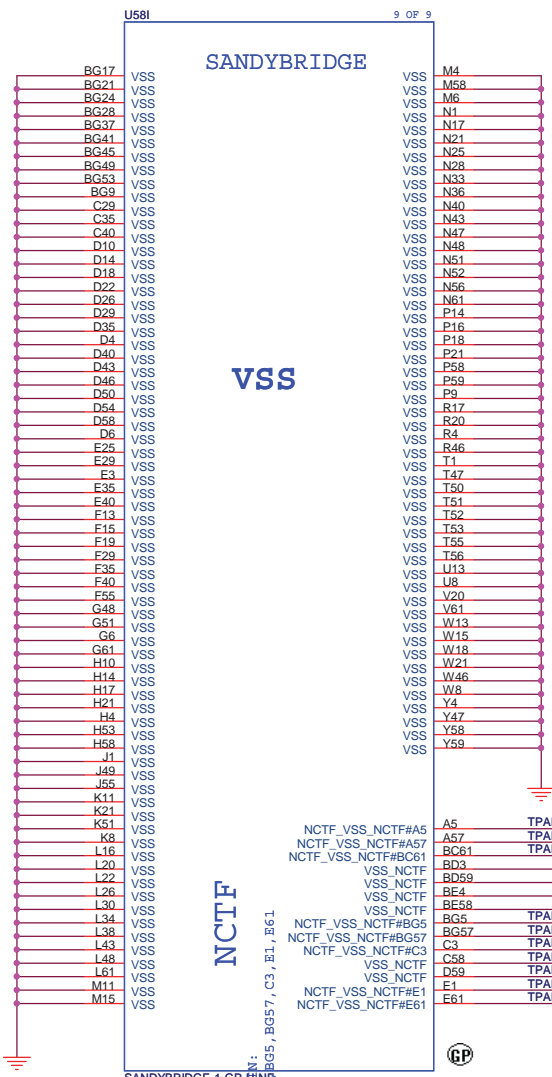 U58I
9 OF 9
SANDYBRIDGE
VSS
NCTF
BG17 VSS VSS M4
BG21 VSS VSS M58
BG24 VSS VSS M6
BG28 VSS VSS N1
BG37 VSS VSS N17
BG41 VSS VSS N21
BG45 VSS VSS N25
BG49 VSS VSS N28
BG53 VSS VSS N33
BG9 VSS VSS N36
C29 VSS VSS N40
C35 VSS VSS N43
C40 VSS VSS N47
D10 VSS VSS N48
D14 VSS VSS N51
D18 VSS VSS N52
D22 VSS VSS N56
D26 VSS VSS N61
D29 VSS VSS P14
D35 VSS VSS P16
D4 VSS VSS P18
D40 VSS VSS P21
D43 VSS VSS P58
D46 VSS VSS P59
D50 VSS VSS P9
D54 VSS VSS R17
D58 VSS VSS R20
D6 VSS VSS R4
E25 VSS VSS R46
E29 VSS VSS T1
E3 VSS VSS T47
E35 VSS VSS T50
E40 VSS VSS T51
F13 VSS VSS T52
F15 VSS VSS T53
F19 VSS VSS T55
F29 VSS VSS T56
F35 VSS VSS U13
F40 VSS VSS U8
F55 VSS VSS V20
G48 VSS VSS V61
G51 VSS VSS W13
G6 VSS VSS W15
G61 VSS VSS W18
H10 VSS VSS W21
H14 VSS VSS W46
H17 VSS VSS W8
H21 VSS VSS Y4
H4 VSS VSS Y47
H53 VSS VSS Y58
H58 VSS VSS Y59
J1 VSS
J49 VSS
J55 VSS
K11 VSS
K21 VSS
K51 VSS NCTF_VSS_NCTF#A5 A5 TPA
K8 VSS NCTF_VSS_NCTF#A57 A57 TPA
L16 VSS NCTF_VSS_NCTF#BC61 BC61 TPA
L20 VSS VSS_NCTF BD3
L22 VSS VSS_NCTF BD59
L26 VSS VSS_NCTF BE4
L30 VSS VSS_NCTF BE58
L34 VSS NCTF_VSS_NCTF#BG5 BG5 TPA
L38 VSS NCTF_VSS_NCTF#BG57 BG57 TPA
L43 VSS NCTF_VSS_NCTF#C3 C3 TPA
L48 VSS VSS_NCTF C58 TPA
L61 VSS VSS_NCTF D59 TPA
M11 VSS NCTF_VSS_NCTF#E1 E1 TPA
M15 VSS NCTF_VSS_NCTF#E61 E61 TPA
BG5,BG57,C3,E1,E61
GP